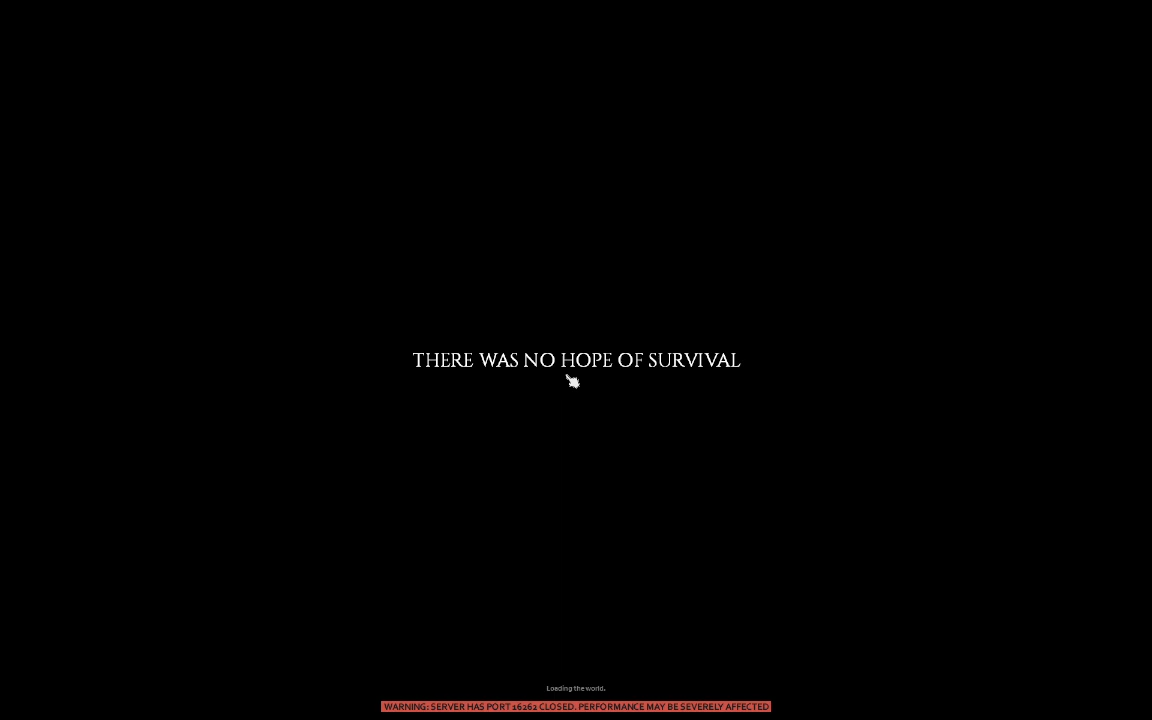 THERE WAS NO HOPE OF SURVIVAL
Loading the world.
WARNING: SERVER HAS PORT 16262 CLOSED. PERFORMANCE MAY BE SEVERELY AFFECTED